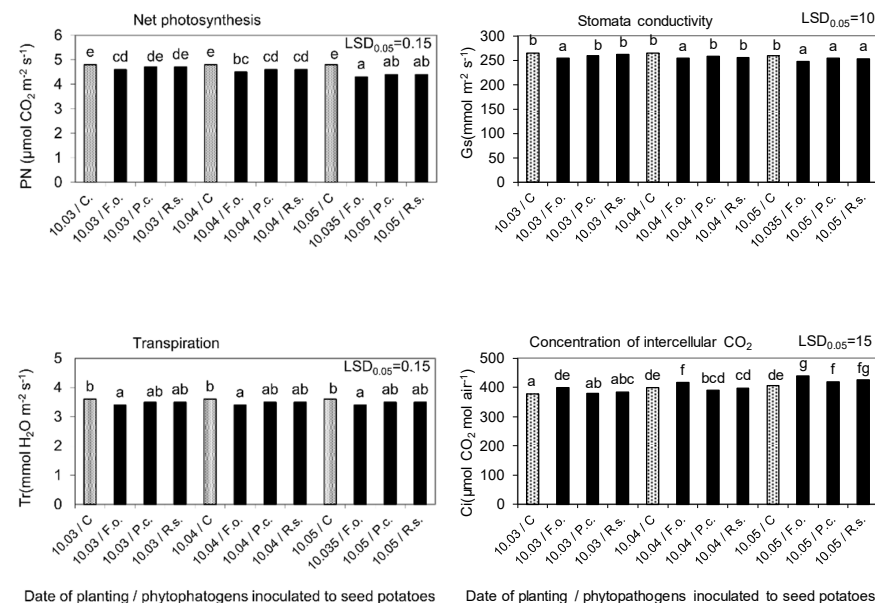 Net photosynthesis
LSD0.05=0.15
PN (µmol CO2 m-2 s-1)
6
5
4
3
2
1
0
e cd de de e bc cd cd e a ab ab
10.03 / C. 10.03 / F.o. 10.03 / P.c. 10.03 / R.s. 10.04 / C 10.04 / F.o. 10.04 / P.c. 10.04 / R.s. 10.05 / C 10.035 / F.o. 10.05 / P.c. 10.05 / R.s.
Stomata conductivity
LSD0.05=10
Gs(mmol m-2 s-1)
300
250
200
150
100
50
0
b a b b b a b b b a a a
10.03 / C 10.03 / F.o. 10.03 / P.c. 10.03 / R.s. 10.04 / C 10.04 / F.o. 10.04 / P.c. 10.04 / R.s. 10.05 / C 10.035 / F.o. 10.05 / P.c. 10.05 / R.s.
Transpiration
LSD0.05=0.15
Tr(mmol H2O m-2 s-1)
5
4
3
2
1
0
b a ab ab b a ab ab b a ab ab
10.03 / C 10.03 / F.o. 10.03 / P.c. 10.03 / R.s. 10.04 / C 10.04 / F.o. 10.04 / P.c. 10.04 / R.s. 10.05 / C 10.035 / F.o. 10.05 / P.c. 10.05 / R.s.
Date of planting / phytophatogens inoculated to seed potatoes
Concentration of intercellular CO2
LSD0.05=15
Ci(µmol CO2 mol air-1)
500
400
300
200
100
0
a de ab abc de f bcd cd de g f fg
10.03 / C 10.03 / F.o. 10.03 / P.c. 10.03 / R.s. 10.04 / C 10.04 / F.o. 10.04 / P.c. 10.04 / R.s. 10.05 / C 10.05 / F.o. 10.05 / P.c. 10.05 / R.s.
Date of planting / phytopathogens inoculated to seed potatoes